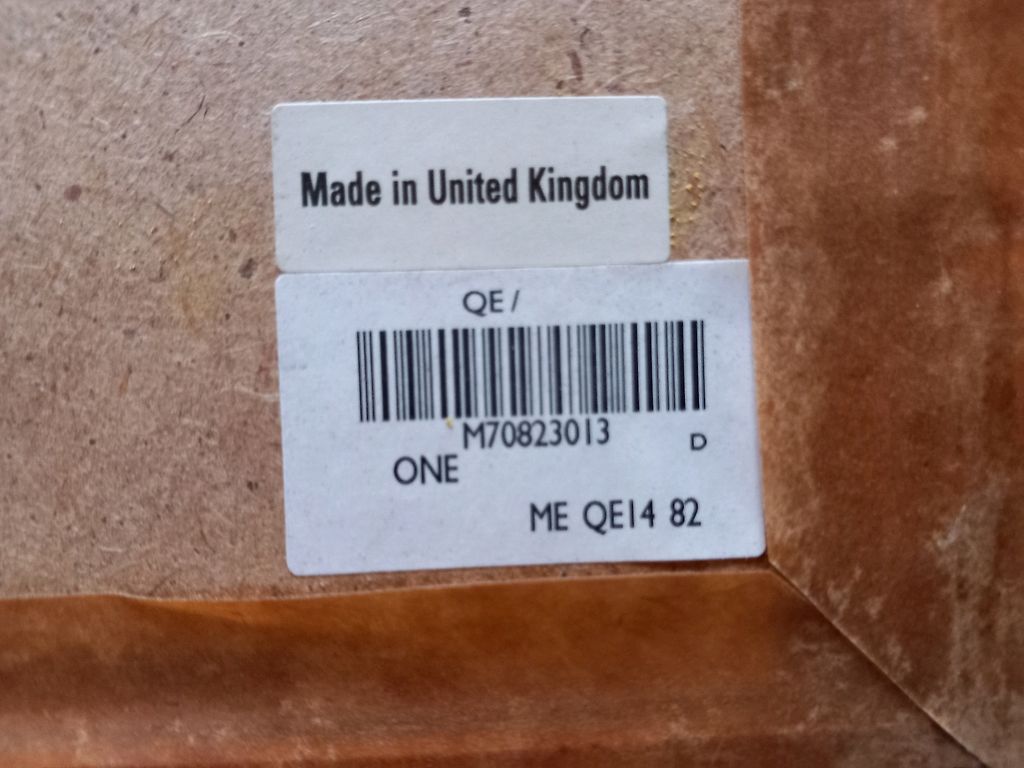 Made in United Kingdom
QE /
M70823013
D
ONE
ME QE14 82